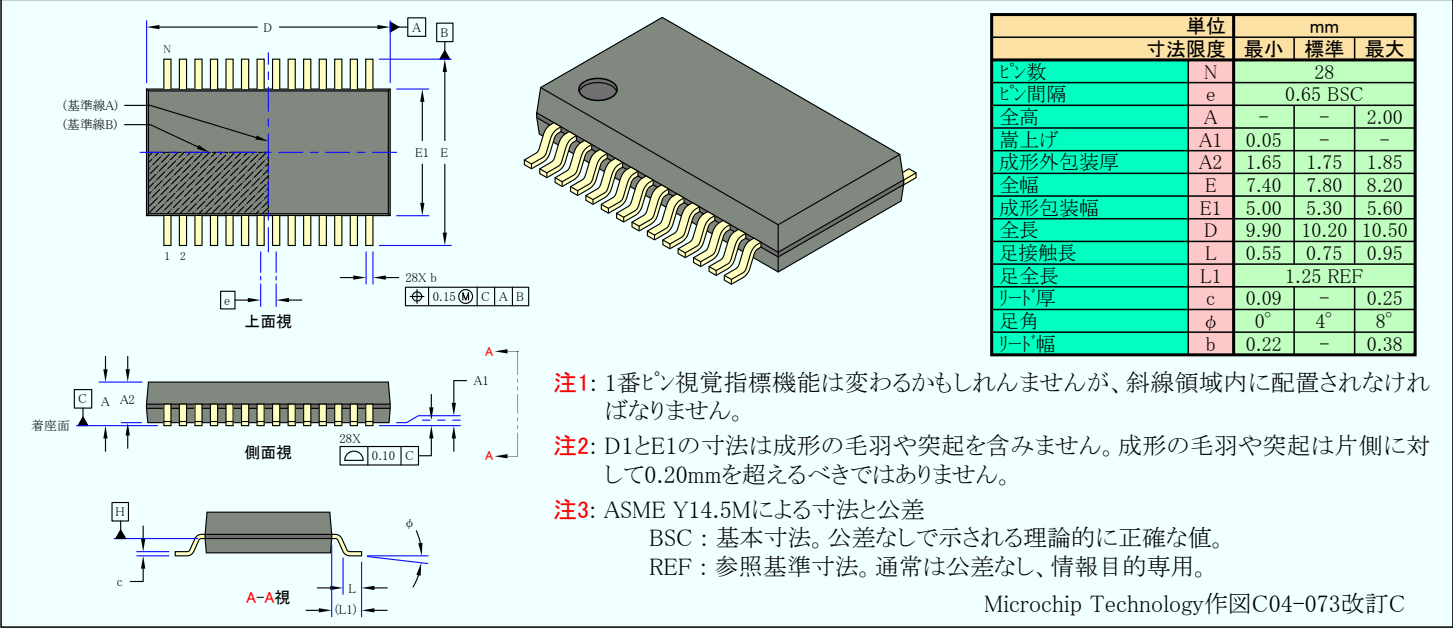 D
A
B
N
(基準線A)
(基準線B)
E1
E
1 2
e
28X b
0.15 Ⓜ C A B
上面視
A
A1
C
A
A2
着座面
28X
0.10 C
側面視
A
H
φ
c
L
(L1)
A-A視
単位 mm
寸法限度 最小 標準 最大
ピン数 N 28
ピン間隔 e 0.65 BSC
全高 A - - 2.00
嵩上げ A1 0.05 - -
成形外包装厚 A2 1.65 1.75 1.85
全幅 E 7.40 7.80 8.20
成形包装幅 E1 5.00 5.30 5.60
全長 D 9.90 10.20 10.50
足接触長 L 0.55 0.75 0.95
足全長 L1 1.25 REF
リード厚 c 0.09 - 0.25
足角 φ 0° 4° 8°
リード幅 b 0.22 - 0.38
注1: 1番ピン視覚指標機能は変わるかもしれんませんが、斜線領域内に配置されなけれ
ばなりません。
注2: D1とE1の寸法は成形の毛羽や突起を含みません。成形の毛羽や突起は片側に対
して0.20mmを超えるべきではありません。
注3: ASME Y14.5Mによる寸法と公差
BSC : 基本寸法。公差なしで示される理論的に正確な値。
REF : 参照基準寸法。通常は公差なし、情報目的専用。
Microchip Technology作図C04-073改訂C